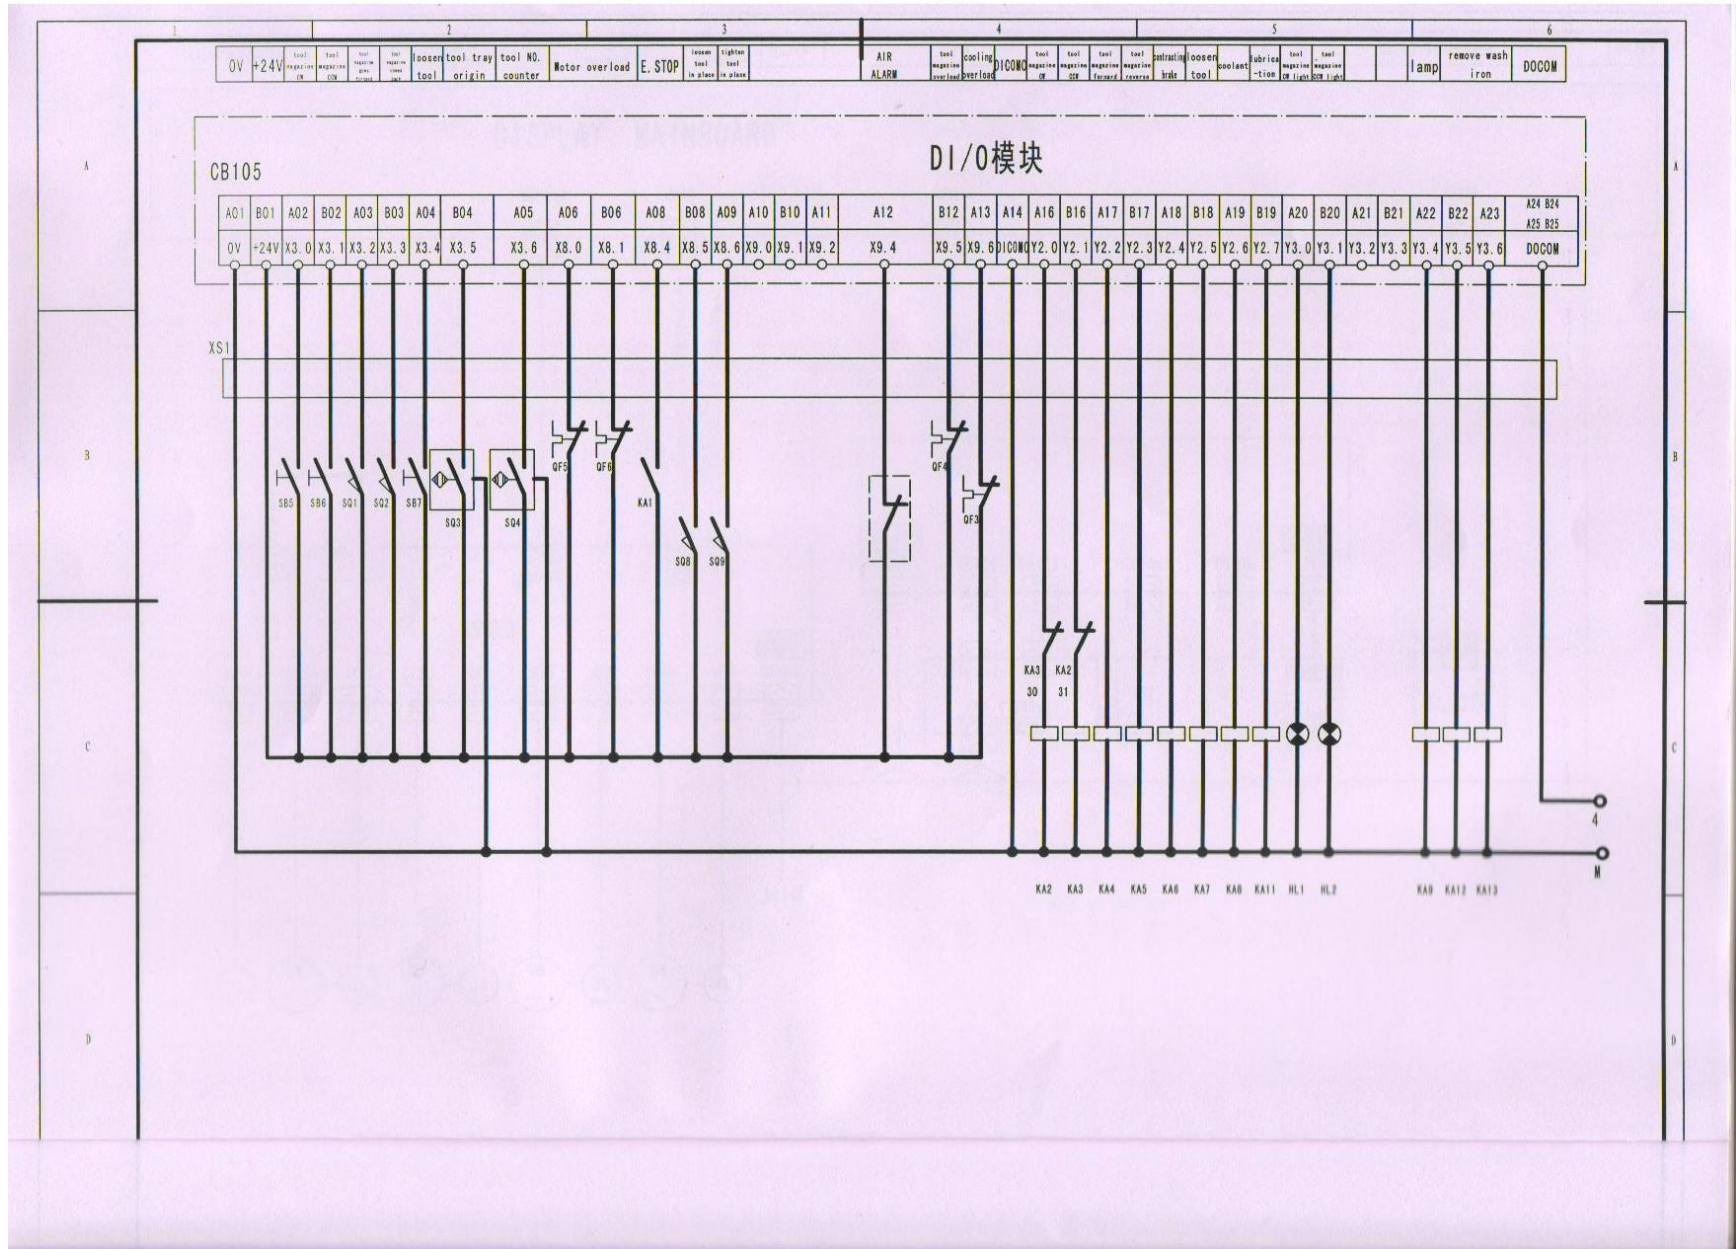 1 2 3 4 5 6
0V +24V tool magazine CW tool magazine CCW tool magazine goes forward tool magazine comes back loosen tool tool tray origin tool NO. counter Motor overload E.STOP loosen tool in place tighten tool in place AIR ALARM tool magazine overload cooling overload DICOM0 tool magazine CW tool magazine CCW tool magazine forward tool magazine reverse contracting brake loosen tool coolant lubrica-tion tool magazine CW light tool magazine CCW light lamp remove wash iron DOCOM
A A
DI/O模块
CB105
A01 B01 A02 B02 A03 B03 A04 B04 A05 A06 B06 A08 B08 A09 A10 B10 A11 A12 B12 A13 A14 A16 B16 A17 B17 A18 B18 A19 B19 A20 B20 A21 B21 A22 B22 A23 A24 B24
A25 B25
0V +24V X3.0 X3.1 X3.2 X3.3 X3.4 X3.5 X3.6 X8.0 X8.1 X8.4 X8.5 X8.6 X9.0 X9.1 X9.2 X9.4 X9.5 X9.6 DICOM0 Y2.0 Y2.1 Y2.2 Y2.3 Y2.4 Y2.5 Y2.6 Y2.7 Y3.0 Y3.1 Y3.2 Y3.3 Y3.4 Y3.5 Y3.6 DOCOM
XS1
B B
QF5 QF6 QF4
SB5 SB6 SQ1 SQ2 SB7 KA1
SQ3 SQ4 QF3
SQ8 SQ9
KA3 KA2
30 31
C C
4
M
KA2 KA3 KA4 KA5 KA6 KA7 KA8 KA11 HL1 HL2 KA9 KA12 KA13
D D